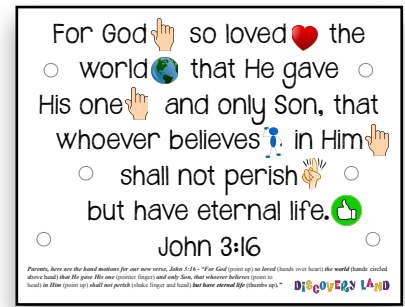 For God so loved the
world that He gave
His one and only Son, that
whoever believes in Him
shall not perish
but have eternal life.
John 3:16
Parents, here are the hand motions for our new verse, John 3:16 - "For God (point up) so loved (hands over heart) the world (hands circled
above head) that He gave His one (pointer finger) and only Son, that whoever believes (point to
head) in Him (point up) shall not perish (shake finger and head) but have eternal life (thumbs up)."
DISCOVERY LAND